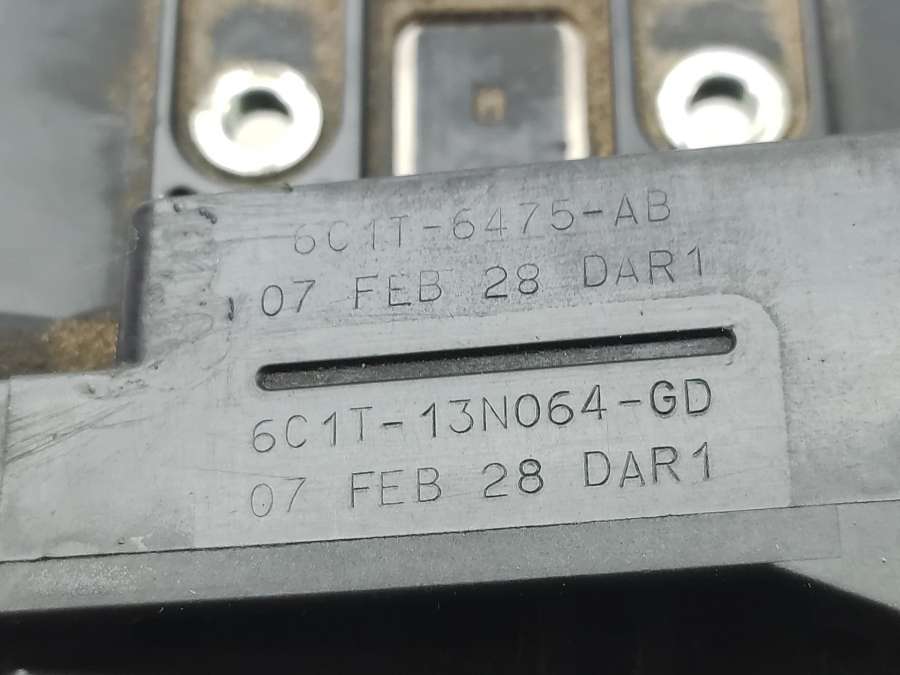 6C1T-6475-AB
07 FEB 28 DAR1
6C1T-13N064-GD
07 FEB 28 DAR1